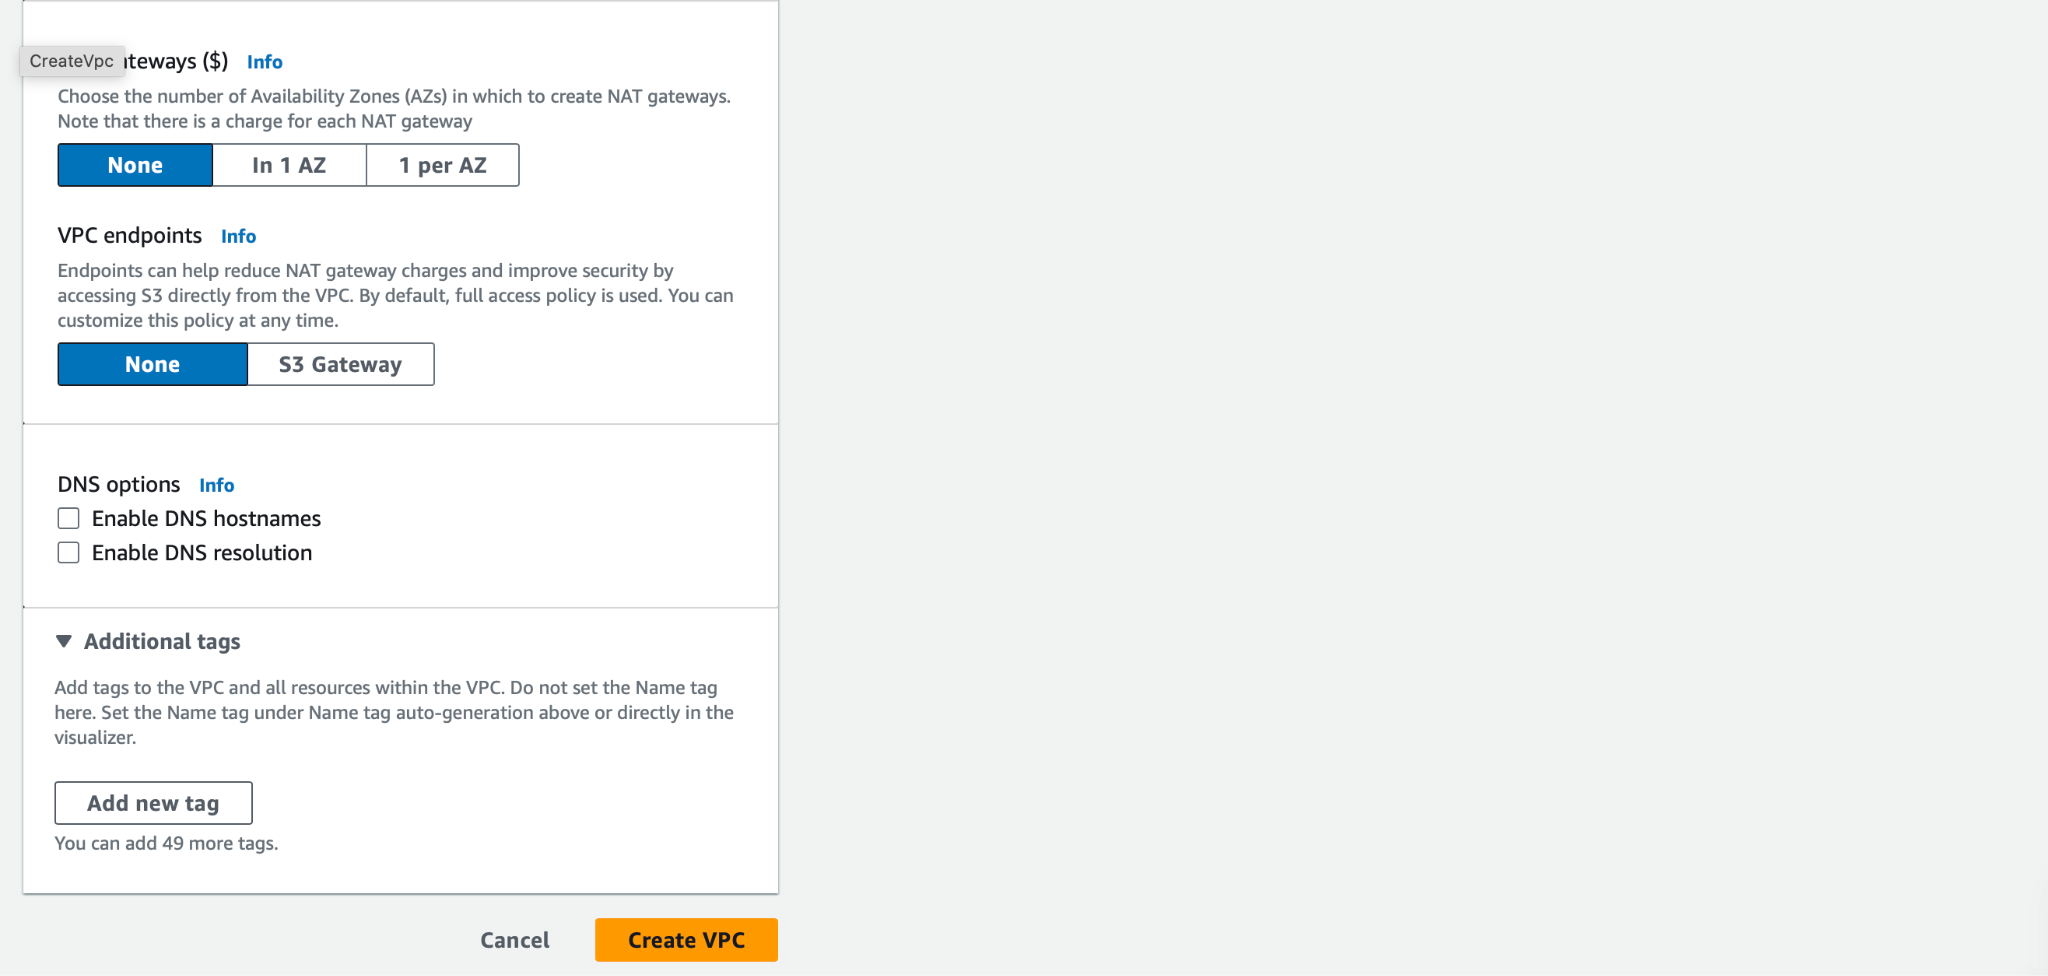 CreateVpc
ateways ($) Info
Choose the number of Availability Zones (AZs) in which to create NAT gateways.
Note that there is a charge for each NAT gateway
None In 1 AZ 1 per AZ
VPC endpoints Info
Endpoints can help reduce NAT gateway charges and improve security by
accessing S3 directly from the VPC. By default, full access policy is used. You can
customize this policy at any time.
None S3 Gateway
DNS options Info
Enable DNS hostnames
Enable DNS resolution
Additional tags
Add tags to the VPC and all resources within the VPC. Do not set the Name tag
here. Set the Name tag under Name tag auto-generation above or directly in the
visualizer.
Add new tag
You can add 49 more tags.
Cancel Create VPC